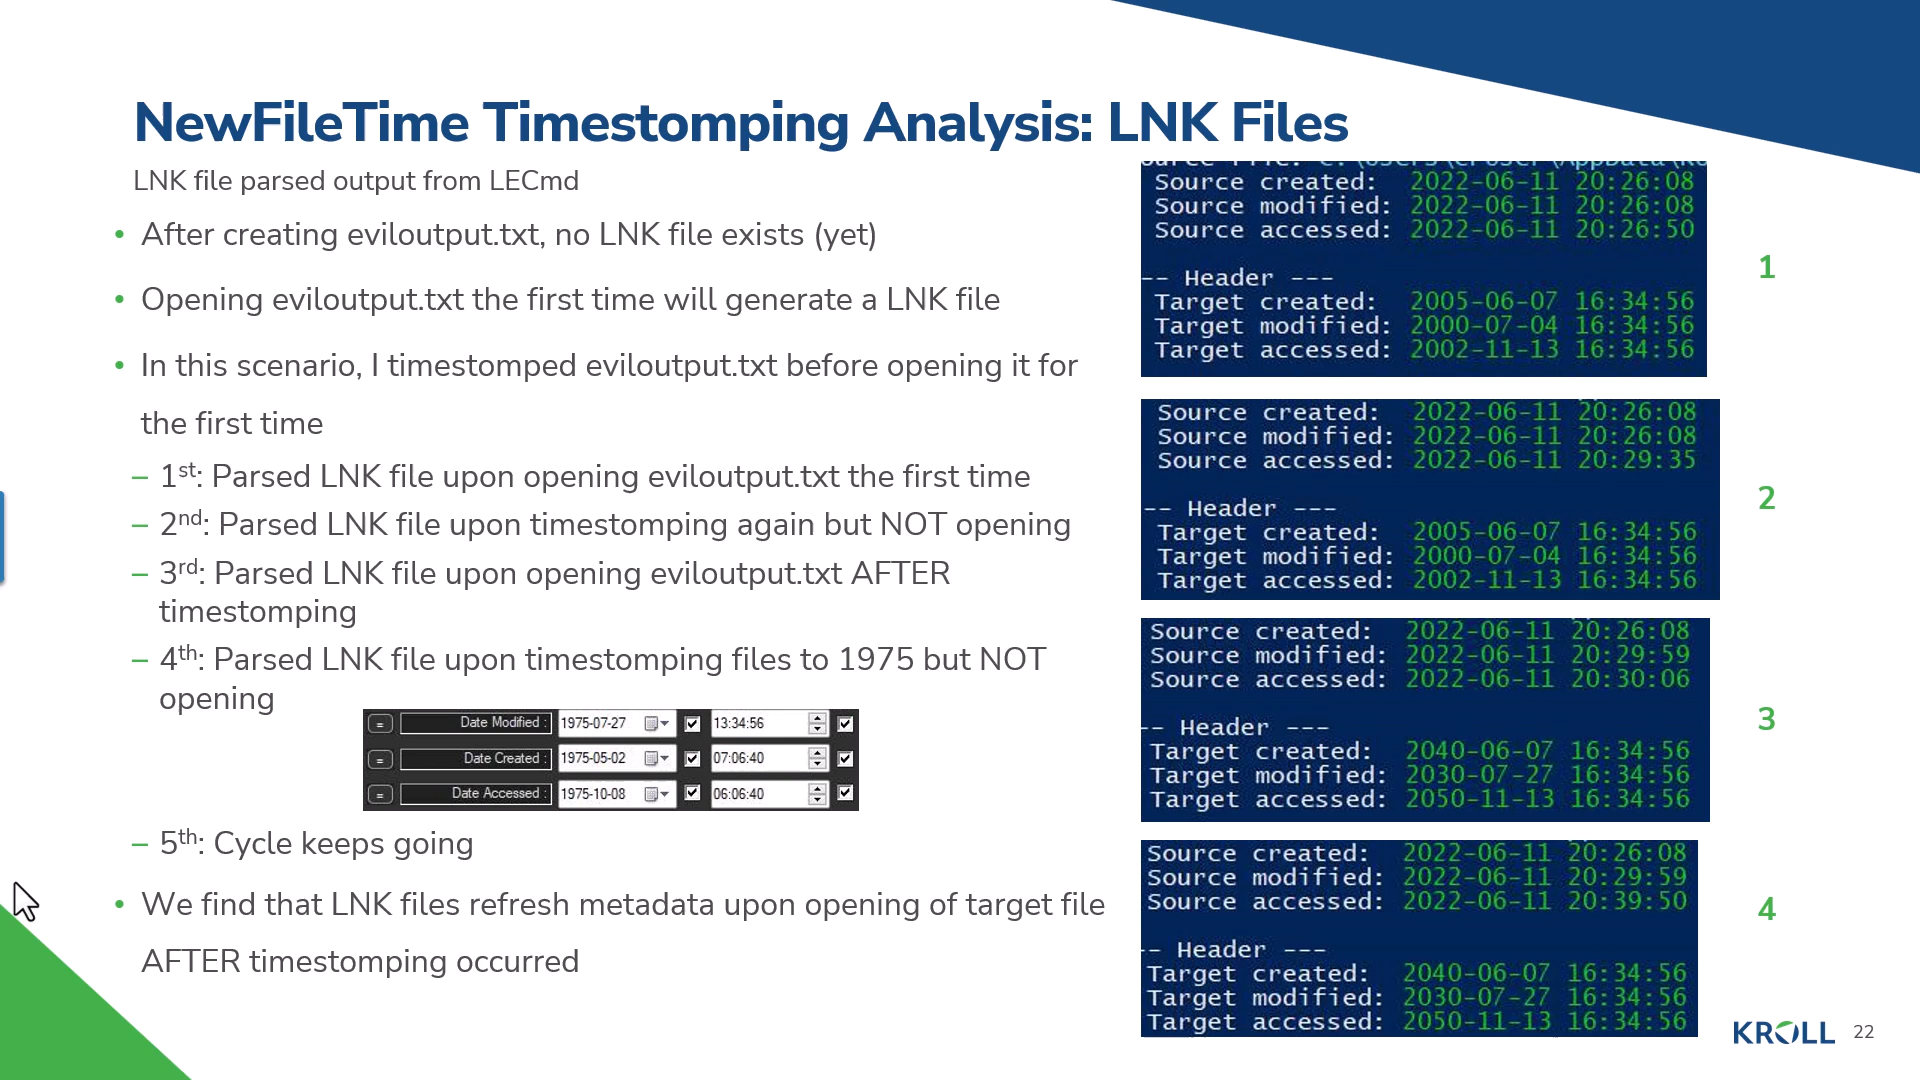 NewFileTime Timestomping Analysis: LNK Files
LNK file parsed output from LECmd
• After creating eviloutput.txt, no LNK file exists (yet)
• Opening eviloutput.txt the first time will generate a LNK file
• In this scenario, I timestomped eviloutput.txt before opening it for
the first time
– 1st: Parsed LNK file upon opening eviloutput.txt the first time
– 2nd: Parsed LNK file upon timestomping again but NOT opening
– 3rd: Parsed LNK file upon opening eviloutput.txt AFTER
timestomping
– 4th: Parsed LNK file upon timestomping files to 1975 but NOT
opening
= Date Modified : 1975-07-27 13:34:56
= Date Created : 1975-05-02 07:06:40
= Date Accessed : 1975-10-08 06:06:40
– 5th: Cycle keeps going
• We find that LNK files refresh metadata upon opening of target file
AFTER timestomping occurred
Source created: 2022-06-11 20:26:08
Source modified: 2022-06-11 20:26:08
Source accessed: 2022-06-11 20:26:50
-- Header ---
Target created: 2005-06-07 16:34:56
Target modified: 2000-07-04 16:34:56
Target accessed: 2002-11-13 16:34:56
1
Source created: 2022-06-11 20:26:08
Source modified: 2022-06-11 20:26:08
Source accessed: 2022-06-11 20:29:35
-- Header ---
Target created: 2005-06-07 16:34:56
Target modified: 2000-07-04 16:34:56
Target accessed: 2002-11-13 16:34:56
2
Source created: 2022-06-11 20:26:08
Source modified: 2022-06-11 20:29:59
Source accessed: 2022-06-11 20:30:06
-- Header ---
Target created: 2040-06-07 16:34:56
Target modified: 2030-07-27 16:34:56
Target accessed: 2050-11-13 16:34:56
3
Source created: 2022-06-11 20:26:08
Source modified: 2022-06-11 20:29:59
Source accessed: 2022-06-11 20:39:50
-- Header ---
Target created: 2040-06-07 16:34:56
Target modified: 2030-07-27 16:34:56
Target accessed: 2050-11-13 16:34:56
4
KROLL 22